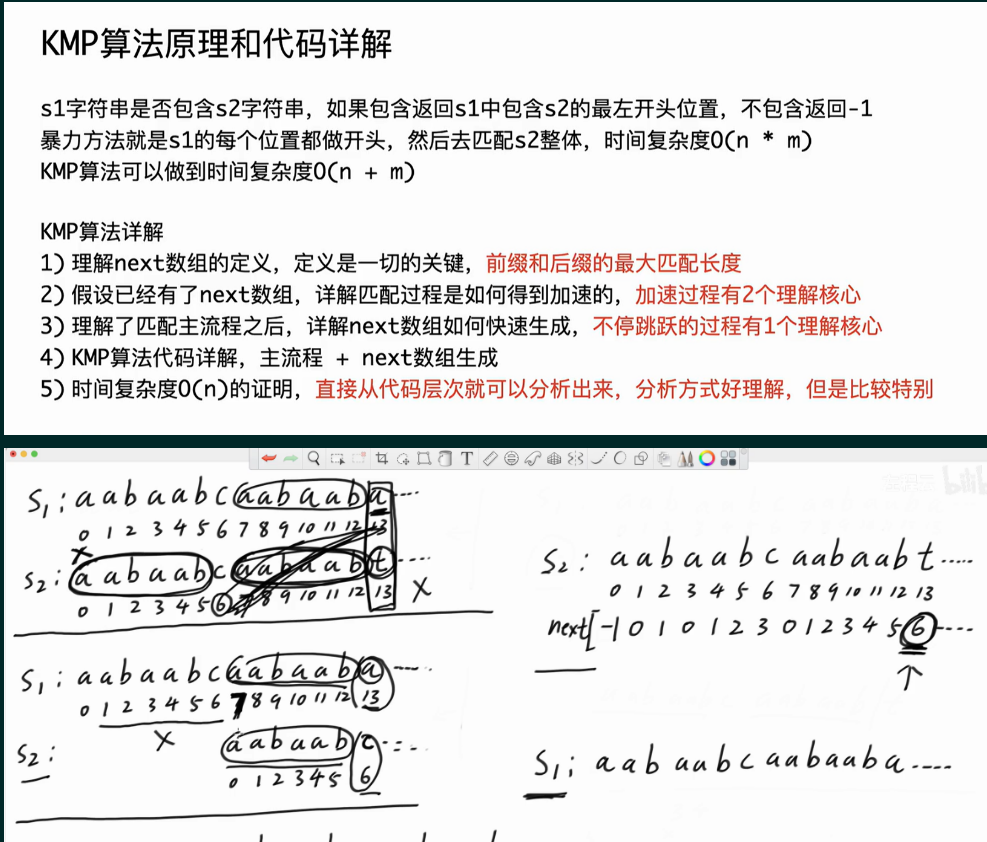 KMP算法原理和代码详解
s1字符串是否包含s2字符串，如果包含返回s1中包含s2的最左开头位置，不包含返回-1
暴力方法就是s1的每个位置都做开头，然后去匹配s2整体，时间复杂度O(n * m)
KMP算法可以做到时间复杂度O(n + m)
KMP算法详解
1) 理解next数组的定义，定义是一切的关键，前缀和后缀的最大匹配长度
2) 假设已经有了next数组，详解匹配过程是如何得到加速的，加速过程有2个理解核心
3) 理解了匹配主流程之后，详解next数组如何快速生成，不停跳跃的过程有1个理解核心
4) KMP算法代码详解，主流程 + next数组生成
5) 时间复杂度O(n)的证明，直接从代码层次就可以分析出来，分析方式好理解，但是比较特别
S1: a a b a a b c a a b a a b a ....
0 1 2 3 4 5 6 7 8 9 10 11 12 13
X
S2: a a b a a b c a a b a a b t ....
0 1 2 3 4 5 6 7 8 9 10 11 12 13 X
S1: a a b a a b c a a b a a b a ....
0 1 2 3 4 5 6 7 8 9 10 11 12 13
X
S2: a a b a a b c ....
0 1 2 3 4 5 6
bilib
S2: a a b a a b c a a b a a b t ....
0 1 2 3 4 5 6 7 8 9 10 11 12 13
next[-1 0 1 0 1 2 3 0 1 2 3 4 5 6 ....
S1: a a b a a b c a a b a a b a ....